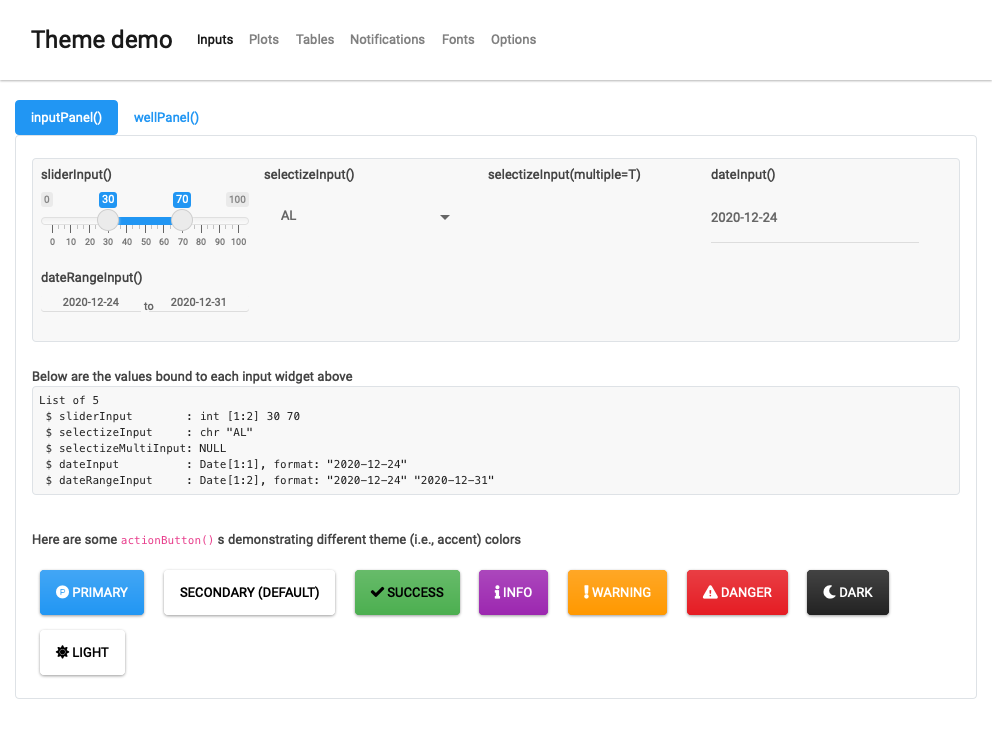 Theme demo Inputs Plots Tables Notifications Fonts Options
inputPanel() wellPanel()
sliderInput() selectizeInput() selectizeInput(multiple=T) dateInput()
0 30 70 100
AL
2020-12-24
0 10 20 30 40 50 60 70 80 90 100
dateRangeInput()
2020-12-24 to 2020-12-31
Below are the values bound to each input widget above
List of 5
$ sliderInput : int [1:2] 30 70
$ selectizeInput : chr "AL"
$ selectizeMultiInput: NULL
$ dateInput : Date[1:1], format: "2020-12-24"
$ dateRangeInput : Date[1:2], format: "2020-12-24" "2020-12-31"
Here are some actionButton() s demonstrating different theme (i.e., accent) colors
PRIMARY SECONDARY (DEFAULT) SUCCESS INFO WARNING DANGER DARK
LIGHT